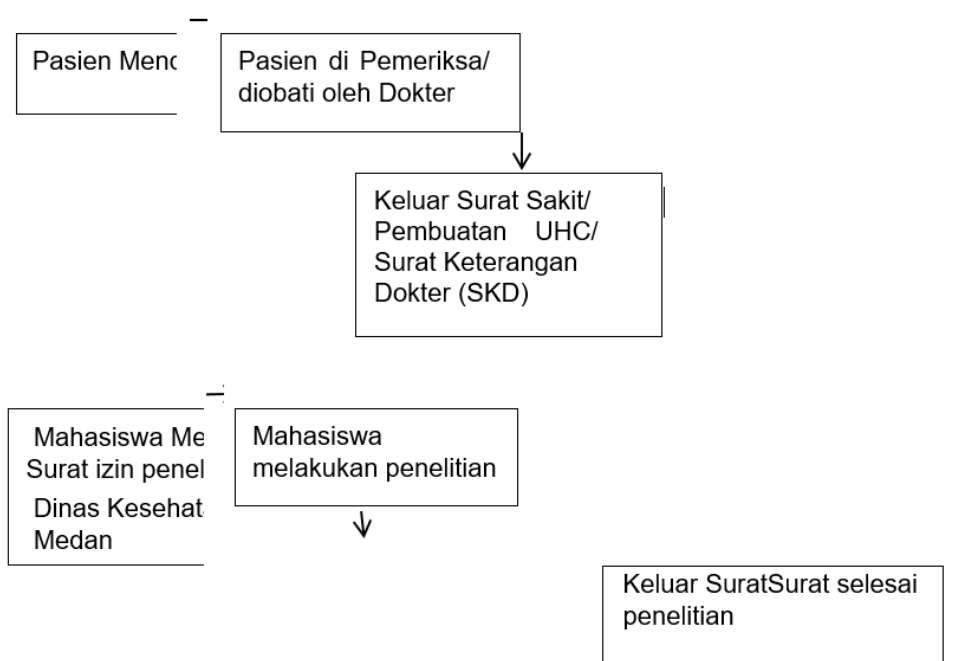 Pasien
Pasien di Pemeriksa/
diobati oleh Dokter
Keluar Surat Sakit/
Pembuatan UHC/
Surat Keterangan
Dokter (SKD)
Mahasiswa Me
Surat izin penel
Dinas Kesehat
Medan
Mahasiswa
melakukan penelitian
Keluar SuratSurat selesai
penelitian